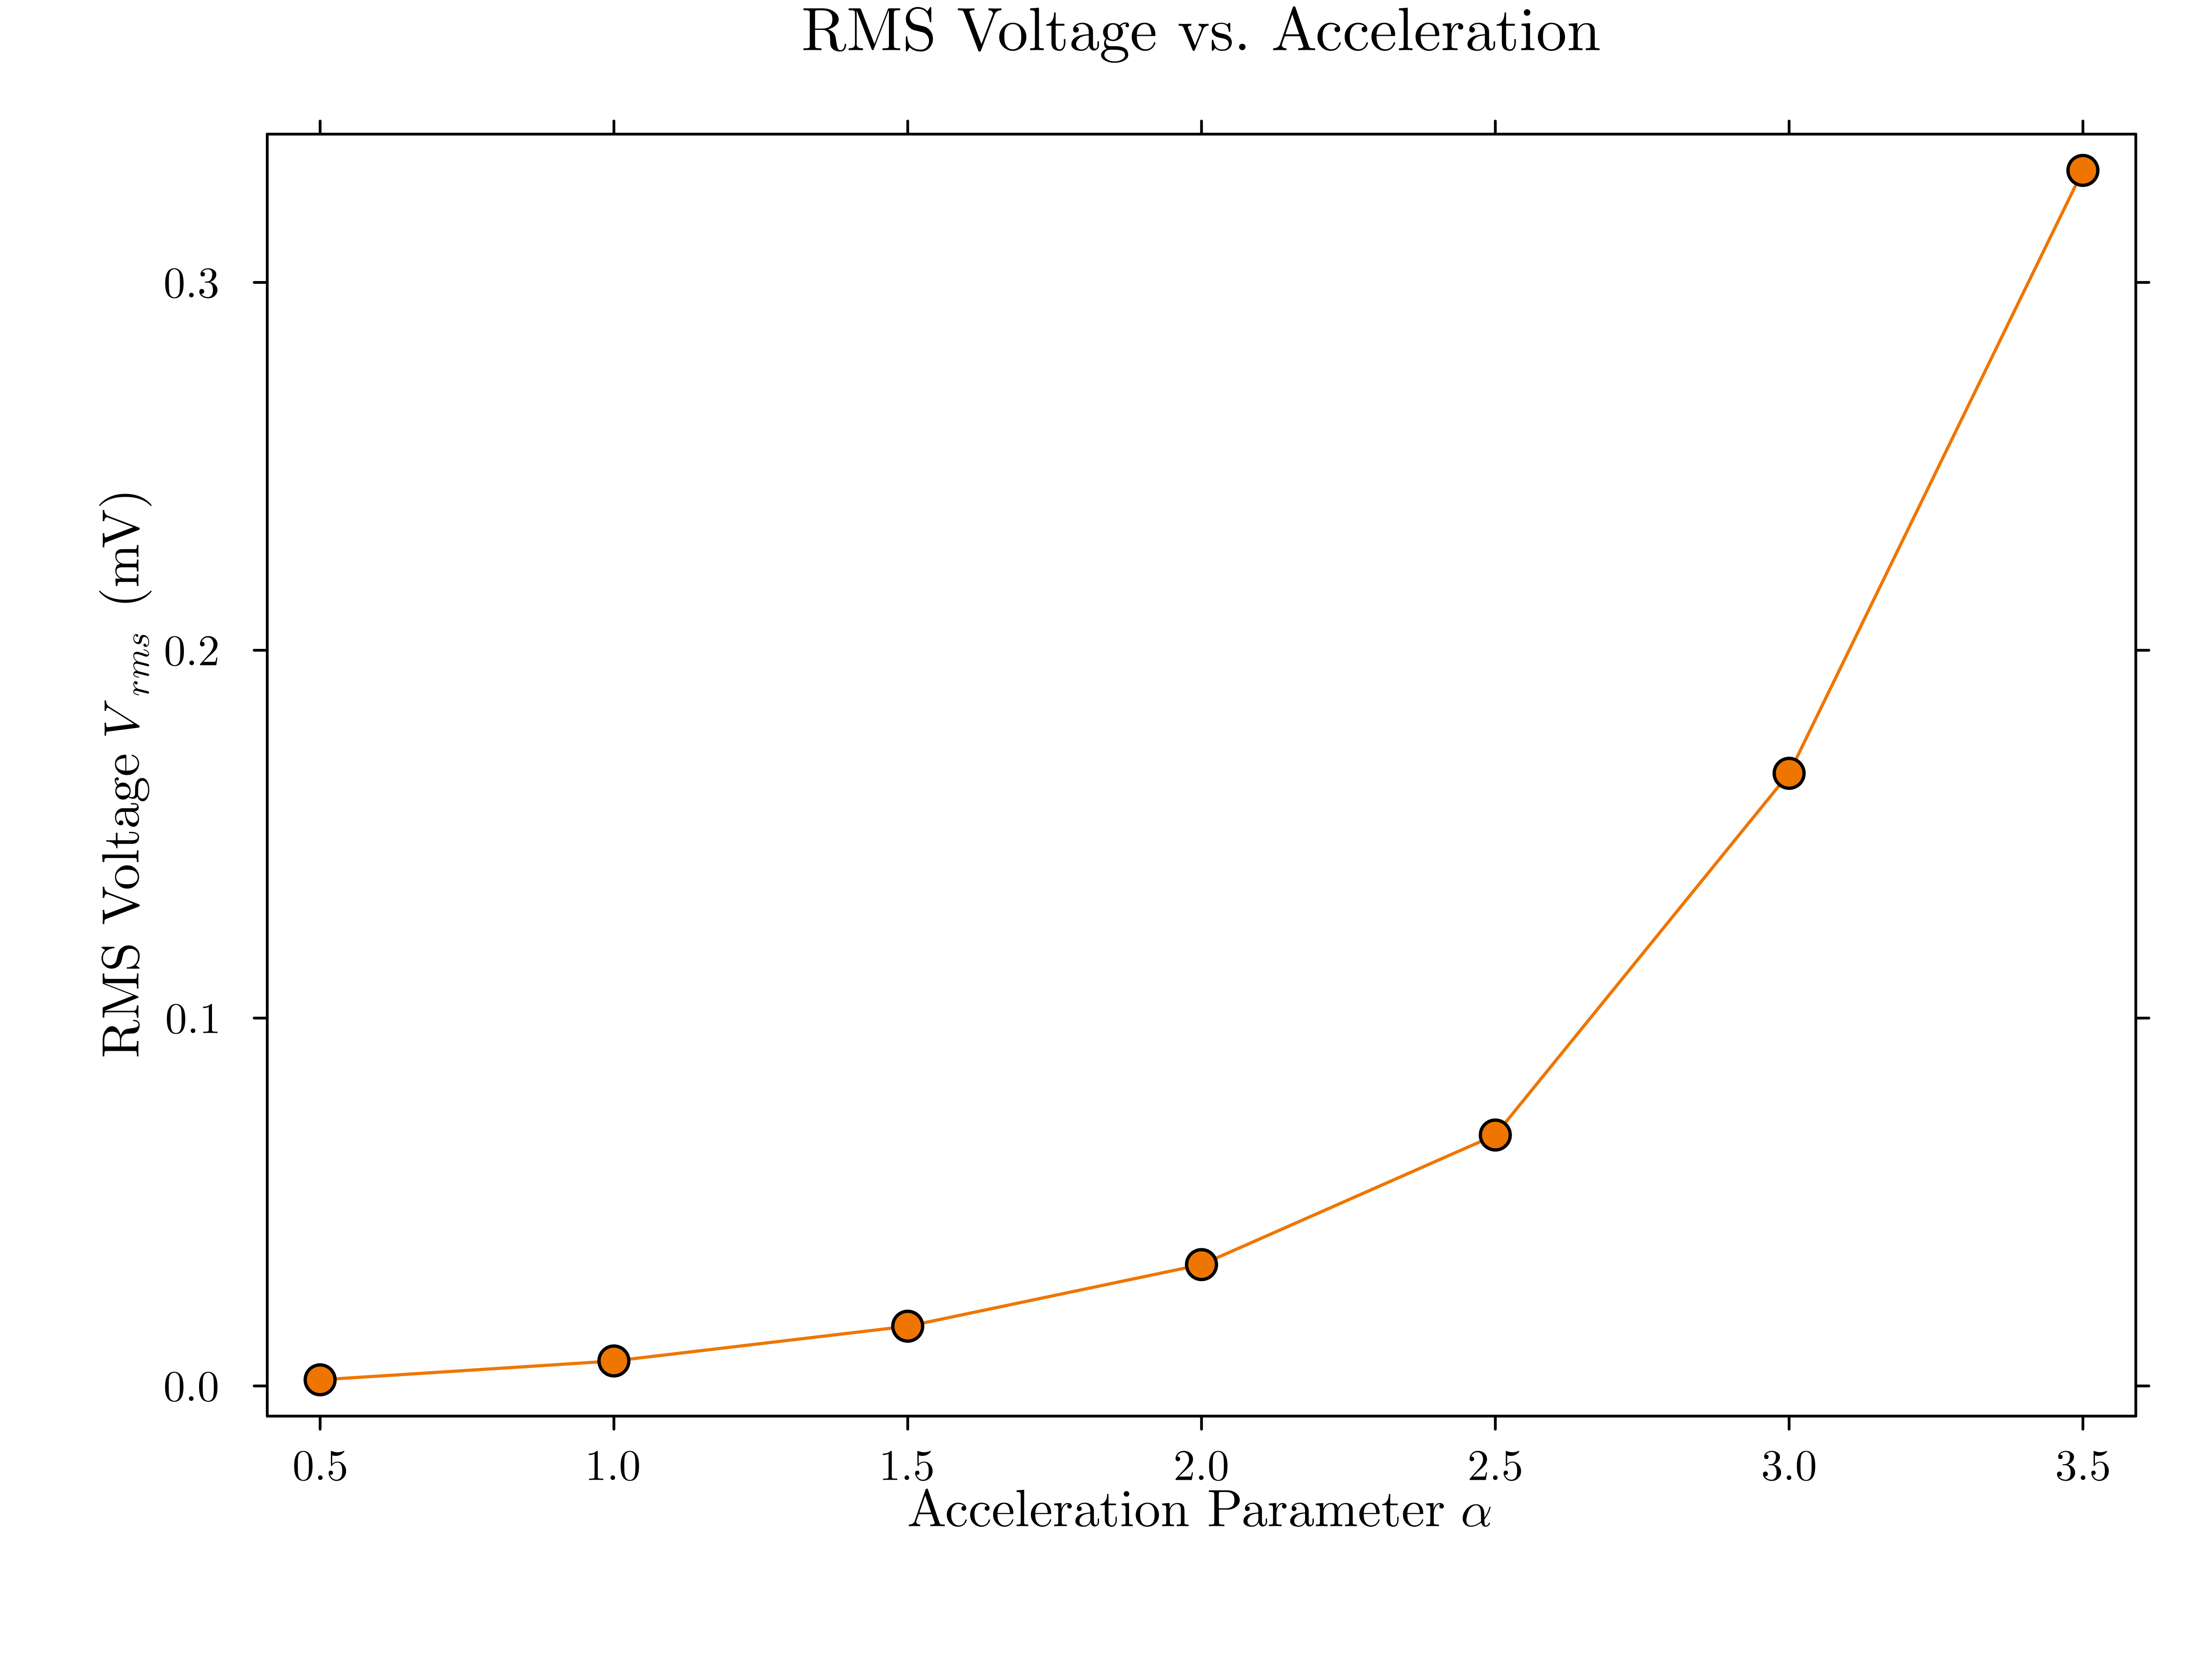 RMS Voltage vs. Acceleration
RMS Voltage V rms (mV)
0.3
0.2
0.1
0.0
0.5 1.0 1.5 2.0 2.5 3.0 3.5
Acceleration Parameter α